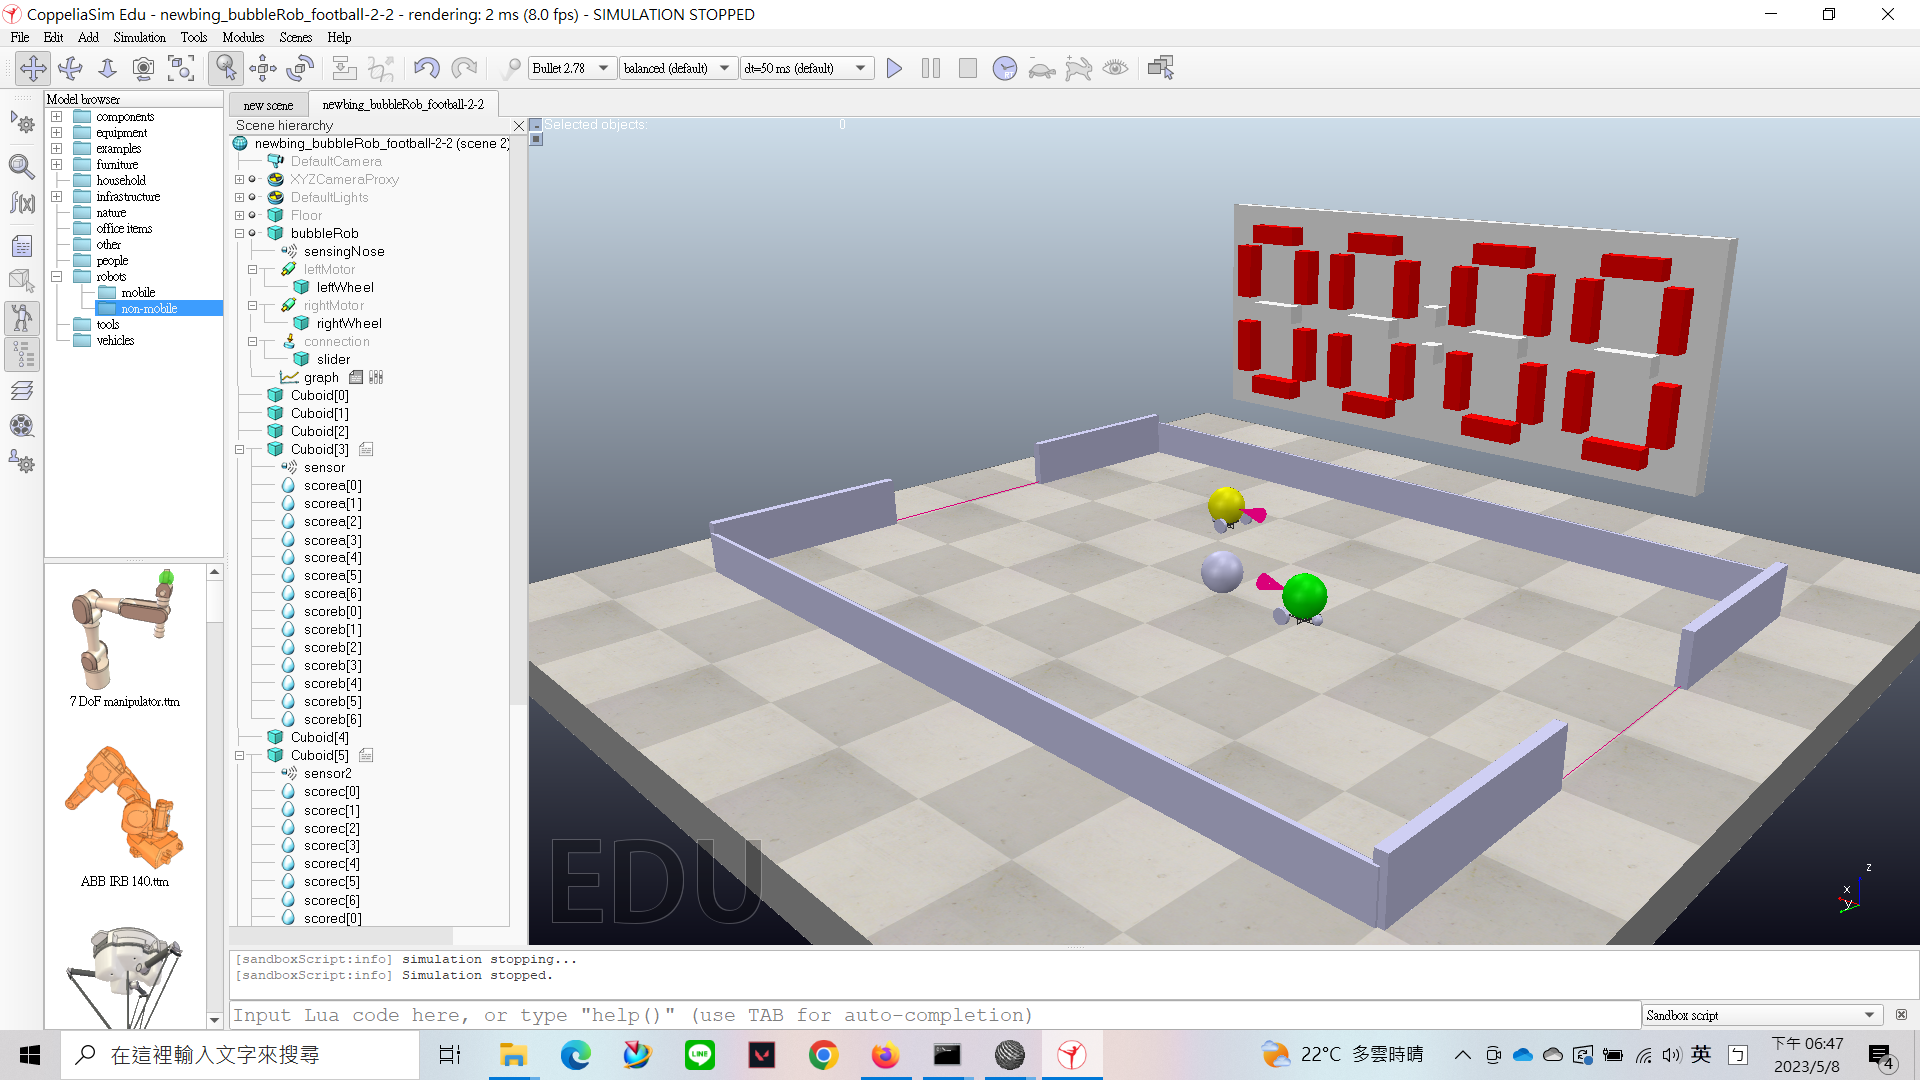 CoppeliaSim Edu - newbing_bubbleRob_football-2-2 - rendering: 2 ms (8.0 fps) - SIMULATION STOPPED
File Edit Add Simulation Tools Modules Scenes Help
Bullet 2.78 balanced (default) dt=50 ms (default)
Model browser
components
equipment
examples
furniture
household
infrastructure
nature
office items
other
people
robots
mobile
non-mobile
tools
vehicles
7 DoF manipulator.ttm
ABB IRB 140.ttm
new scene newbing_bubbleRob_football-2-2
Scene hierarchy
newbing_bubbleRob_football-2-2 (scene 2)
DefaultCamera
XYZCameraProxy
DefaultLights
Floor
bubbleRob
sensingNose
leftMotor
leftWheel
rightMotor
rightWheel
connection
slider
graph
Cuboid[0]
Cuboid[1]
Cuboid[2]
Cuboid[3]
sensor
scorea[0]
scorea[1]
scorea[2]
scorea[3]
scorea[4]
scorea[5]
scorea[6]
scoreb[0]
scoreb[1]
scoreb[2]
scoreb[3]
scoreb[4]
scoreb[5]
scoreb[6]
Cuboid[4]
Cuboid[5]
sensor2
scorec[0]
scorec[1]
scorec[2]
scorec[3]
scorec[4]
scorec[5]
scorec[6]
scored[0]
Selected objects: 0
00:00
EDU
z
x
y
[sandboxScript:info] simulation stopping...
[sandboxScript:info] Simulation stopped.
Input Lua code here, or type "help()" (use TAB for auto-completion)
Sandbox script
在這裡輸入文字來搜尋
LINE
22°C 多雲時晴
英
ㄅ
下午 06:47
2023/5/8
4